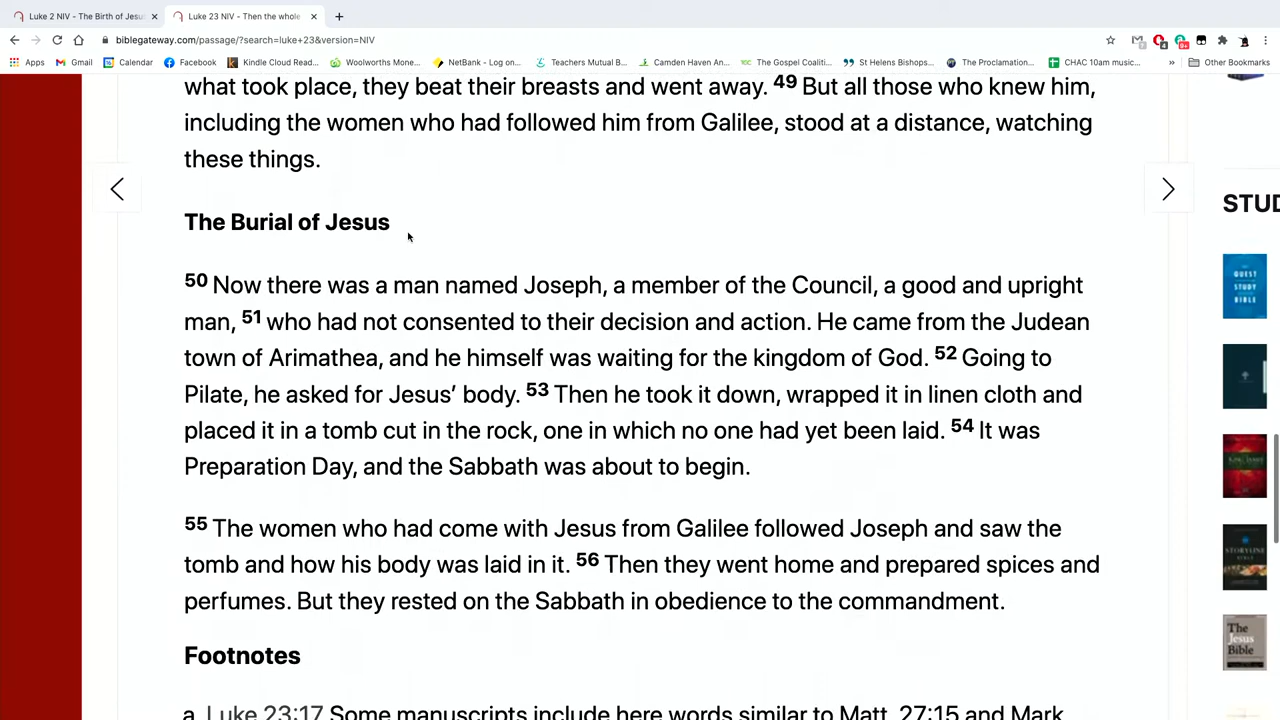 Luke 2 NIV - The Birth of Jesu
Luke 23 NIV - Then the whole
biblegateway.com/passage/?search=luke+23&version=NIV
Apps Gmail Calendar Facebook Kindle Cloud Read... Woolworths Mone... NetBank - Log on... Teachers Mutual B... Camden Haven An... The Gospel Coaliti... St Helens Bishops... The Proclamation... CHAC 10am music... » Other Bookmarks
what took place, they beat their breasts and went away. 49 But all those who knew him,
including the women who had followed him from Galilee, stood at a distance, watching
these things.
The Burial of Jesus
50 Now there was a man named Joseph, a member of the Council, a good and upright
man, 51 who had not consented to their decision and action. He came from the Judean
town of Arimathea, and he himself was waiting for the kingdom of God. 52 Going to
Pilate, he asked for Jesus’ body. 53 Then he took it down, wrapped it in linen cloth and
placed it in a tomb cut in the rock, one in which no one had yet been laid. 54 It was
Preparation Day, and the Sabbath was about to begin.
55 The women who had come with Jesus from Galilee followed Joseph and saw the
tomb and how his body was laid in it. 56 Then they went home and prepared spices and
perfumes. But they rested on the Sabbath in obedience to the commandment.
Footnotes
a. Luke 23:17 Some manuscripts include here words similar to Matt. 27:15 and Mark
STUD
QUEST
STUDY
BIBLE
STORYLINE
BIBLE
The
Jesus
Bible